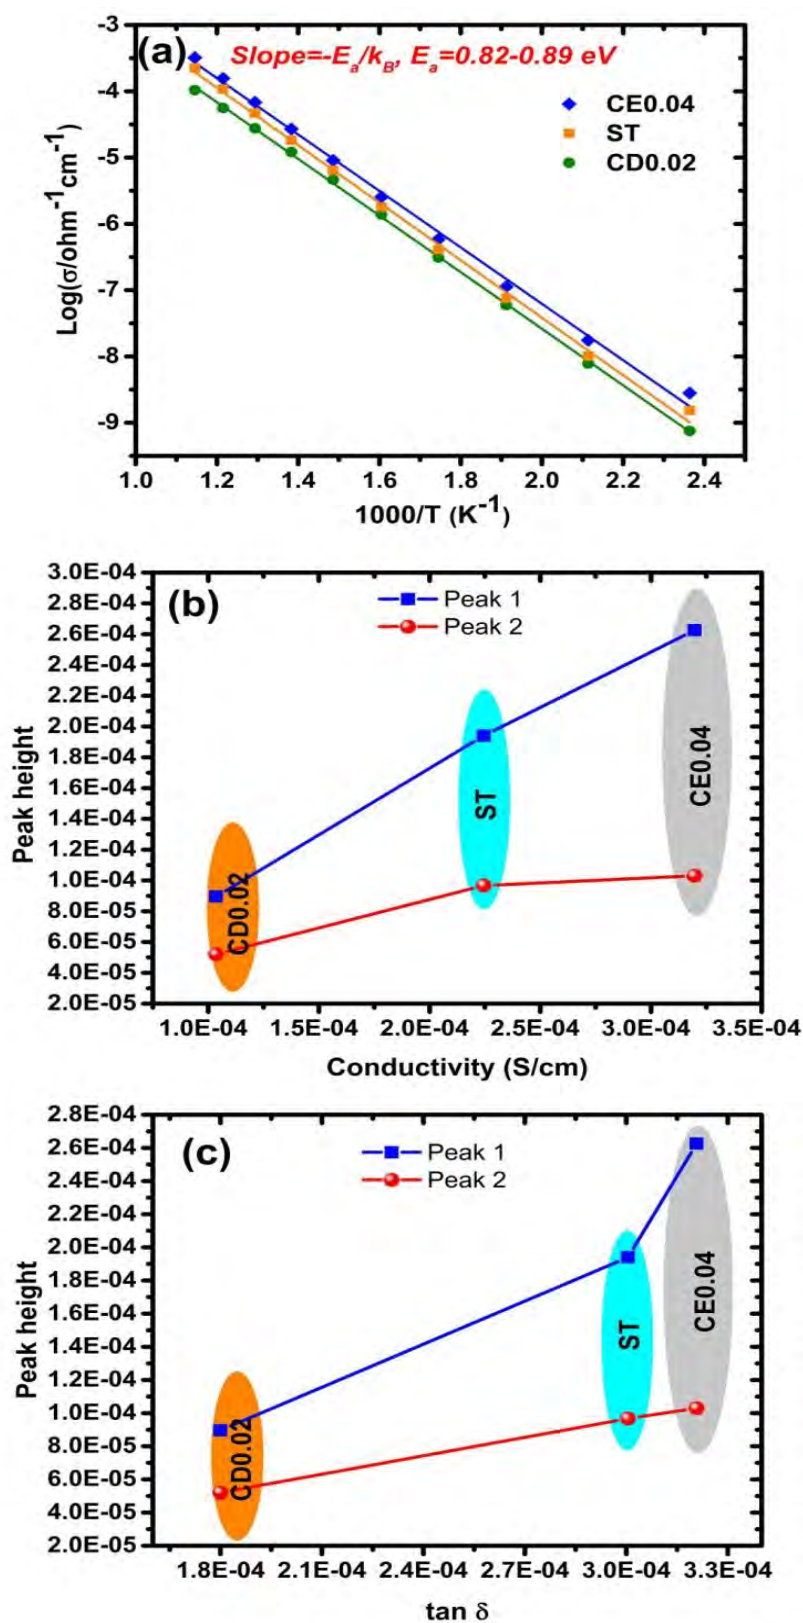 (a)
Slope=-Eₐ/k_B, Eₐ=0.82-0.89 eV
CE0.04
ST
CD0.02
-3
-4
-5
-6
-7
-8
-9
Log(σ/ohm⁻¹cm⁻¹)
1.0 1.2 1.4 1.6 1.8 2.0 2.2 2.4
1000/T (K⁻¹)
(b)
Peak 1
Peak 2
3.0E-04
2.8E-04
2.6E-04
2.4E-04
2.2E-04
2.0E-04
1.8E-04
1.6E-04
1.4E-04
1.2E-04
1.0E-04
8.0E-05
6.0E-05
4.0E-05
2.0E-05
Peak height
CD0.02
ST
CE0.04
1.0E-04 1.5E-04 2.0E-04 2.5E-04 3.0E-04 3.5E-04
Conductivity (S/cm)
(c)
Peak 1
Peak 2
2.8E-04
2.6E-04
2.4E-04
2.2E-04
2.0E-04
1.8E-04
1.6E-04
1.4E-04
1.2E-04
1.0E-04
8.0E-05
6.0E-05
4.0E-05
2.0E-05
Peak height
CD0.02
ST
CE0.04
1.8E-04 2.1E-04 2.4E-04 2.7E-04 3.0E-04 3.3E-04
tan δ